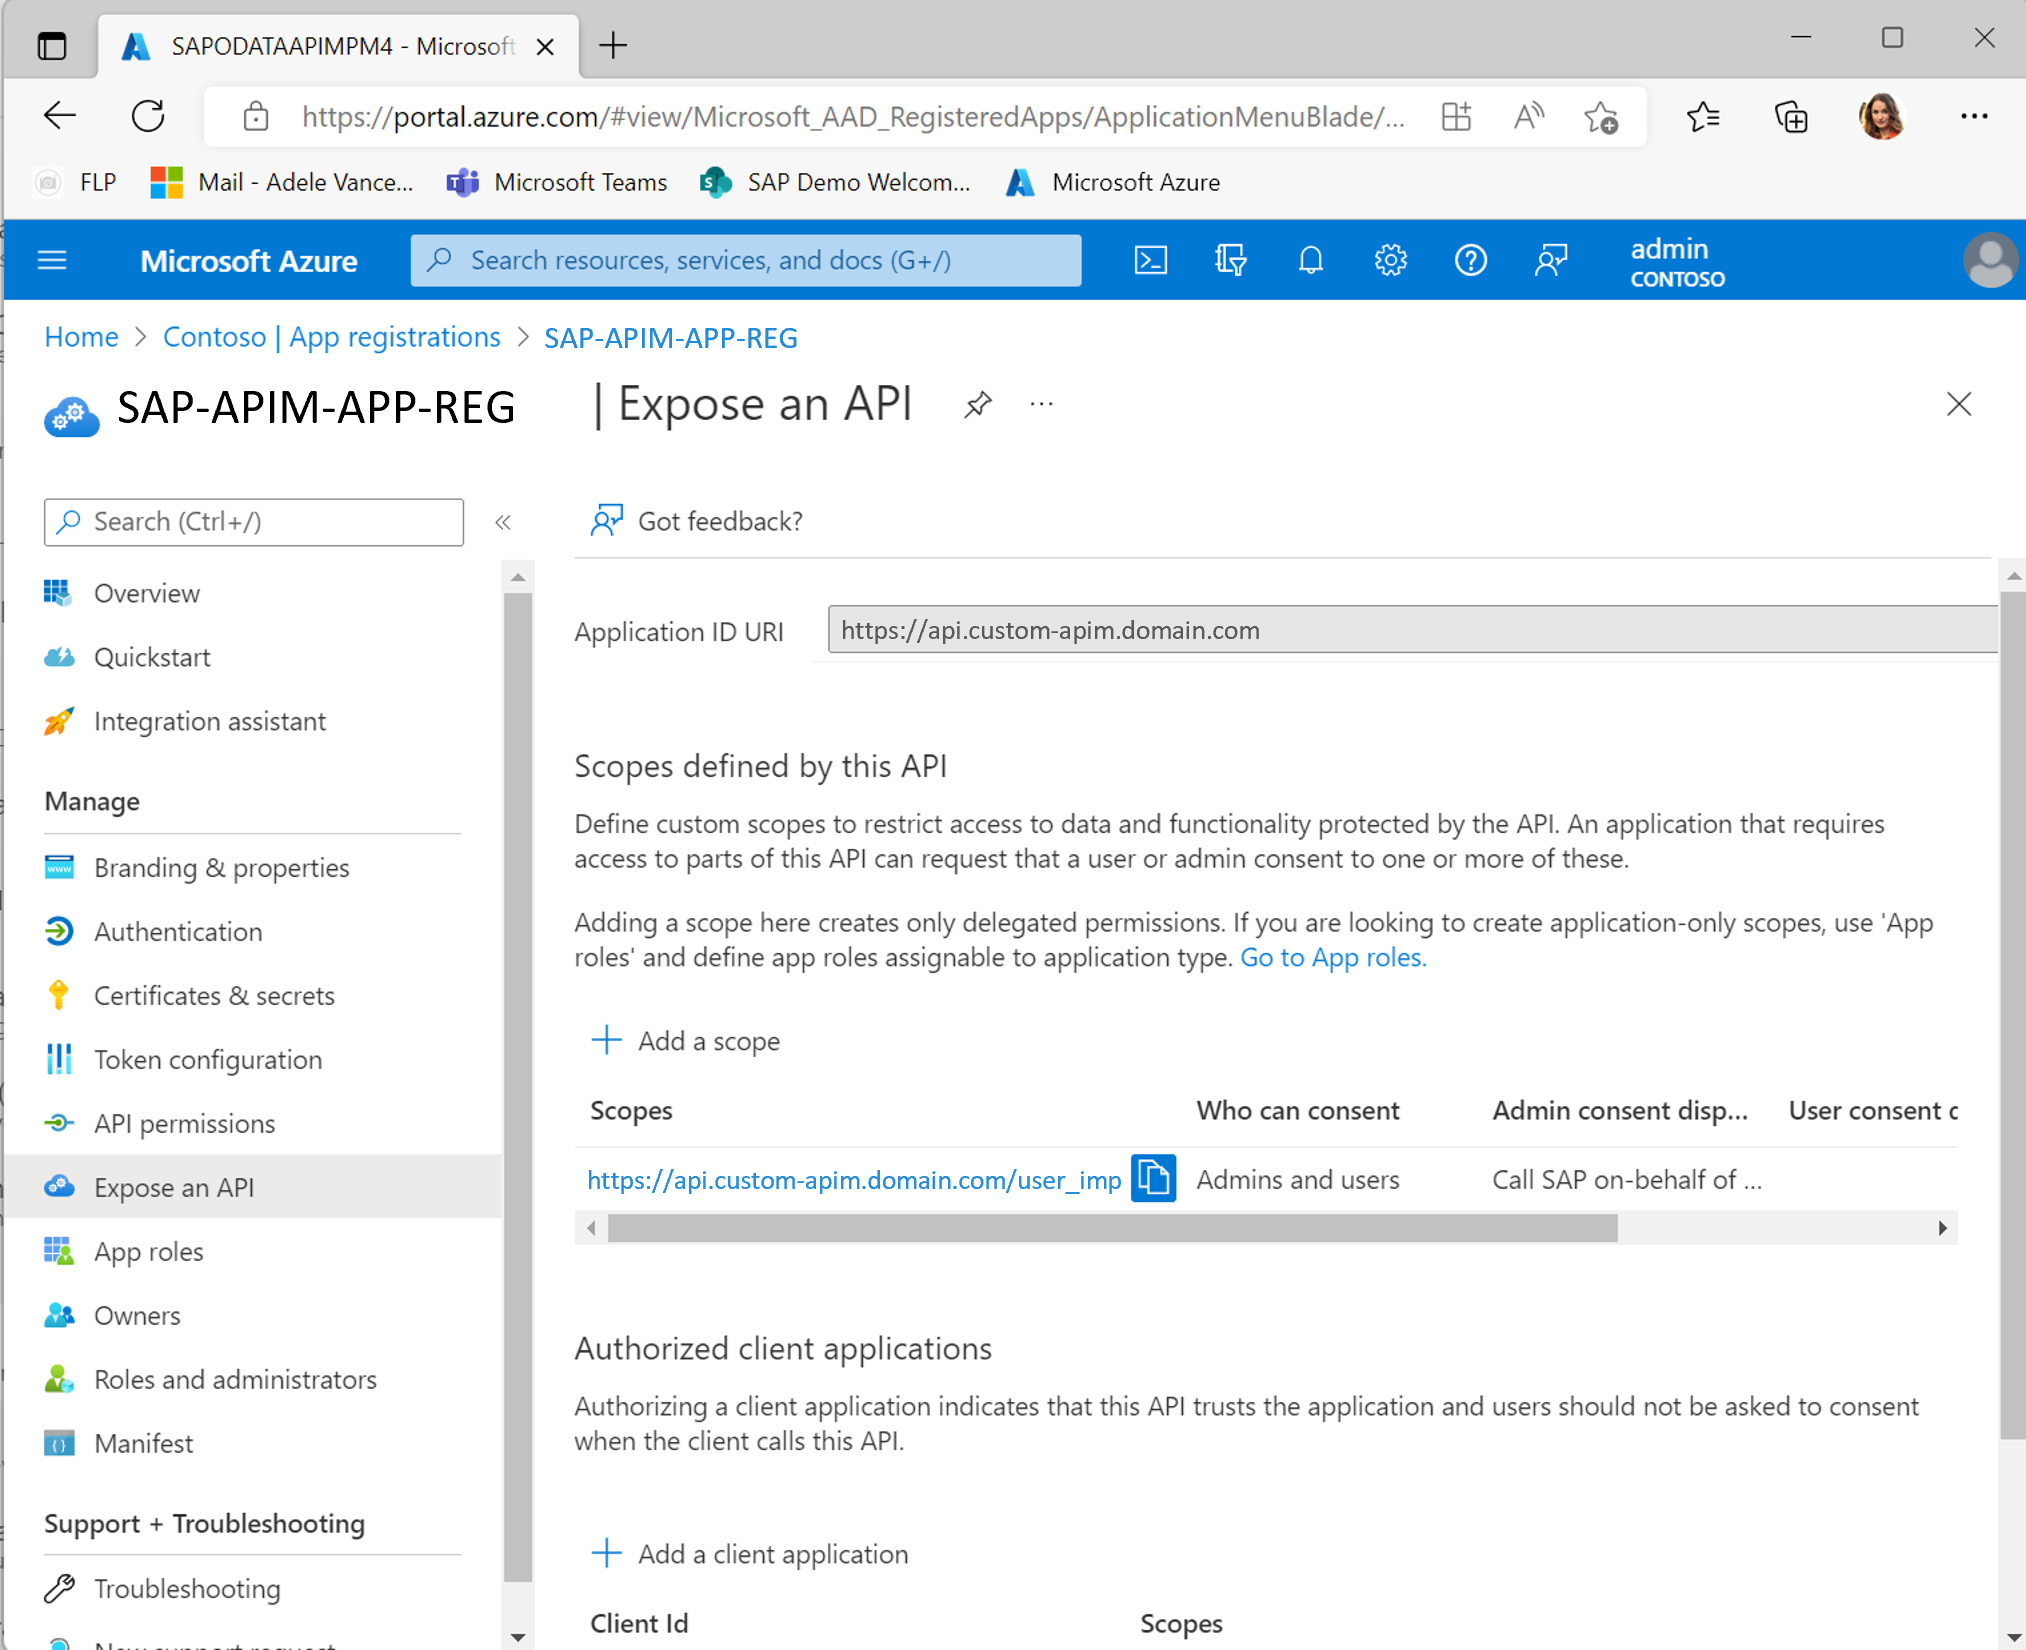 SAPODATAAPIMPM4 - Microsoft
https://portal.azure.com/#view/Microsoft_AAD_RegisteredApps/ApplicationMenuBlade/...
FLP
Mail - Adele Vance...
Microsoft Teams
SAP Demo Welcom...
Microsoft Azure
Microsoft Azure
Search resources, services, and docs (G+/)
admin
CONTOSO
Home > Contoso | App registrations > SAP-APIM-APP-REG
SAP-APIM-APP-REG | Expose an API
Search (Ctrl+/)
Overview
Quickstart
Integration assistant
Manage
Branding & properties
Authentication
Certificates & secrets
Token configuration
API permissions
Expose an API
App roles
Owners
Roles and administrators
Manifest
Support + Troubleshooting
Troubleshooting
New support request
Got feedback?
Application ID URI
https://api.custom-apim.domain.com
Scopes defined by this API
Define custom scopes to restrict access to data and functionality protected by the API. An application that requires
access to parts of this API can request that a user or admin consent to one or more of these.
Adding a scope here creates only delegated permissions. If you are looking to create application-only scopes, use 'App
roles' and define app roles assignable to application type. Go to App roles.
Add a scope
Scopes Who can consent Admin consent disp... User consent
https://api.custom-apim.domain.com/user_imp Admins and users Call SAP on-behalf of ...
Authorized client applications
Authorizing a client application indicates that this API trusts the application and users should not be asked to consent
when the client calls this API.
Add a client application
Client Id Scopes